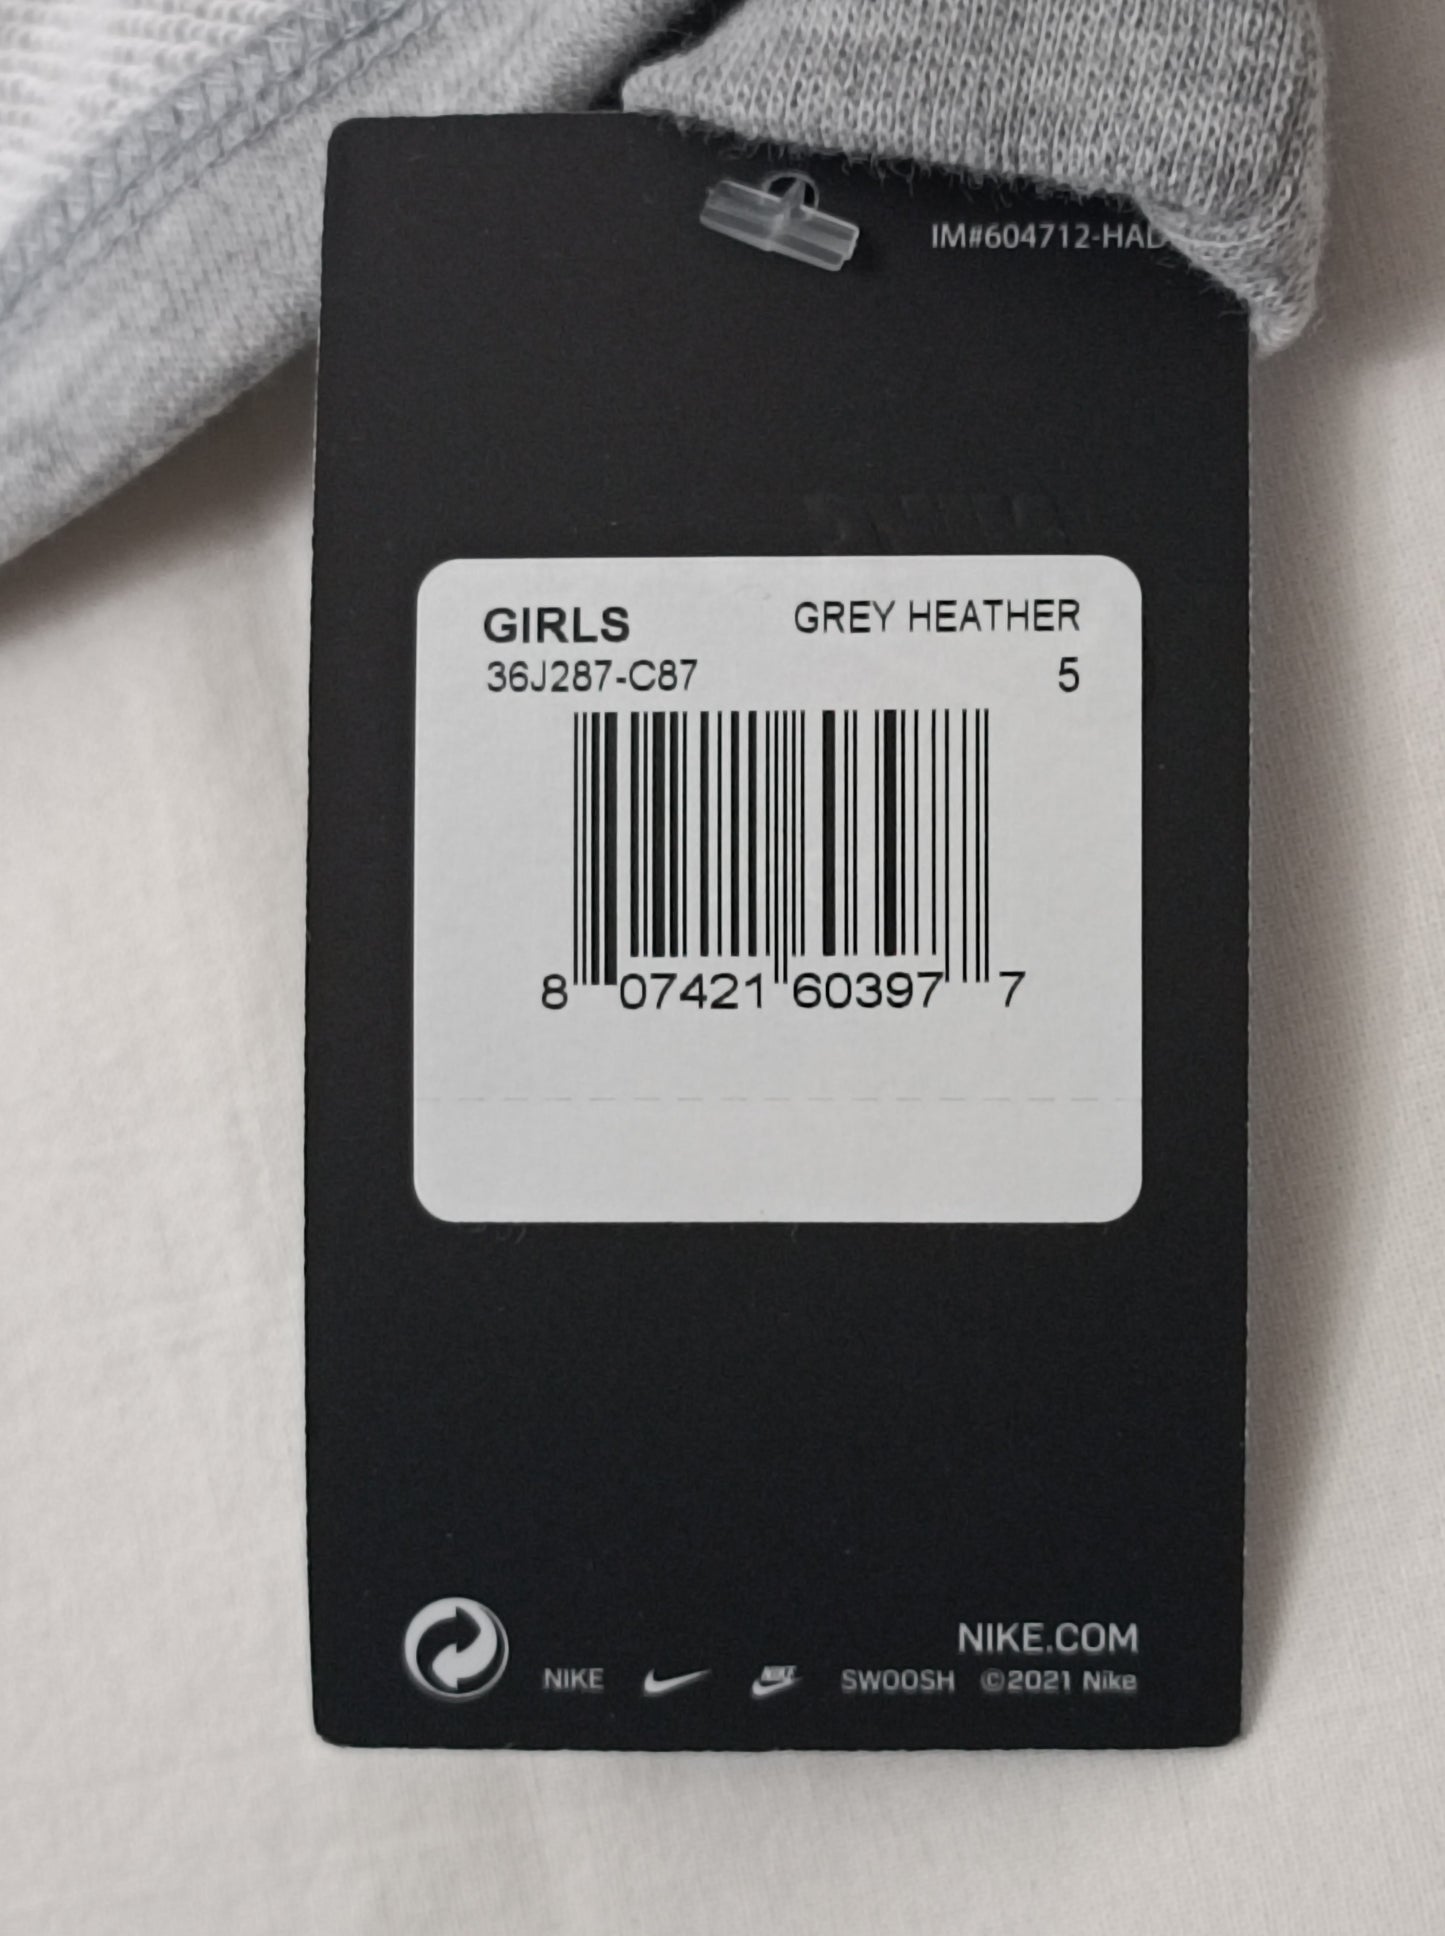 IM#604712-HAD
GIRLS GREY HEATHER
36J287-C87 5
8 07421 60397 7
NIKE.COM
NIKE NIKE SWOOSH ©2021 Nike